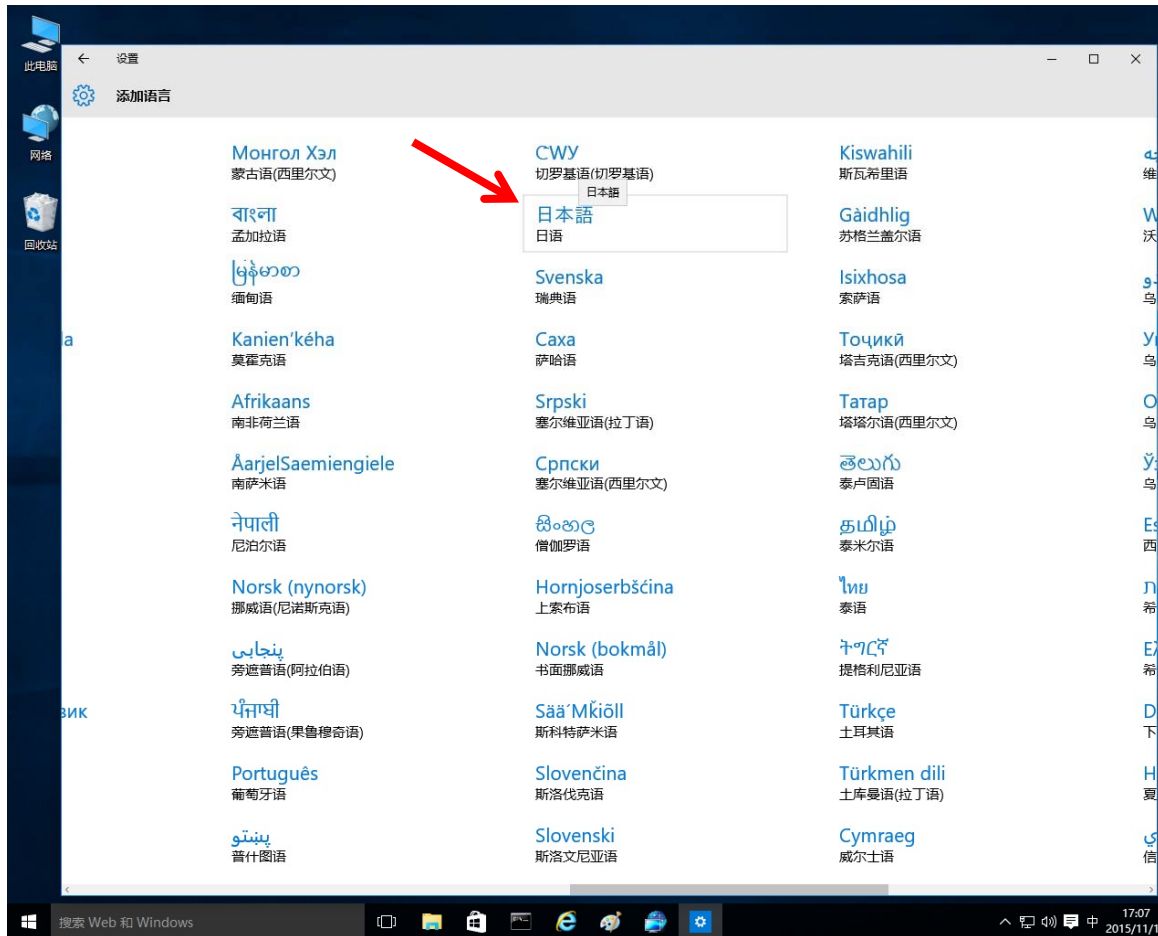 此电脑
网络
回收站
设置
添加语言
Монгол Хэл
蒙古语(西里尔文)
বাংলা
孟加拉语
မြန်မာစာ
缅甸语
Kanien'kéha
莫霍克语
Afrikaans
南非荷兰语
ÅarjelSaemiengiele
南萨米语
नेपाली
尼泊尔语
Norsk (nynorsk)
挪威语(尼诺斯克语)
پنجابی
旁遮普语(阿拉伯语)
ਪੰਜਾਬੀ
旁遮普语(果鲁穆奇语)
Português
葡萄牙语
پښتو
普什图语
ᏣᎳᎩ
切罗基语(切罗基语)
日本語
日本語
日语
Svenska
瑞典语
Саха
萨哈语
Srpski
塞尔维亚语(拉丁语)
Српски
塞尔维亚语(西里尔文)
සිංහල
僧伽罗语
Hornjoserbšćina
上索布语
Norsk (bokmål)
书面挪威语
Sää´Mǩiõll
斯科特萨米语
Slovenčina
斯洛伐克语
Slovenski
斯洛文尼亚语
Kiswahili
斯瓦希里语
Gàidhlig
苏格兰盖尔语
Isixhosa
索萨语
Тоҷикӣ
塔吉克语(西里尔文)
Татар
塔塔尔语(西里尔文)
తెలుగు
泰卢固语
தமிழ்
泰米尔语
ไทย
泰语
ትግርኛ
提格利尼亚语
Türkçe
土耳其语
Türkmen dili
土库曼语(拉丁语)
Cymraeg
威尔士语
搜索 Web 和 Windows
中
17:07
2015/11/1